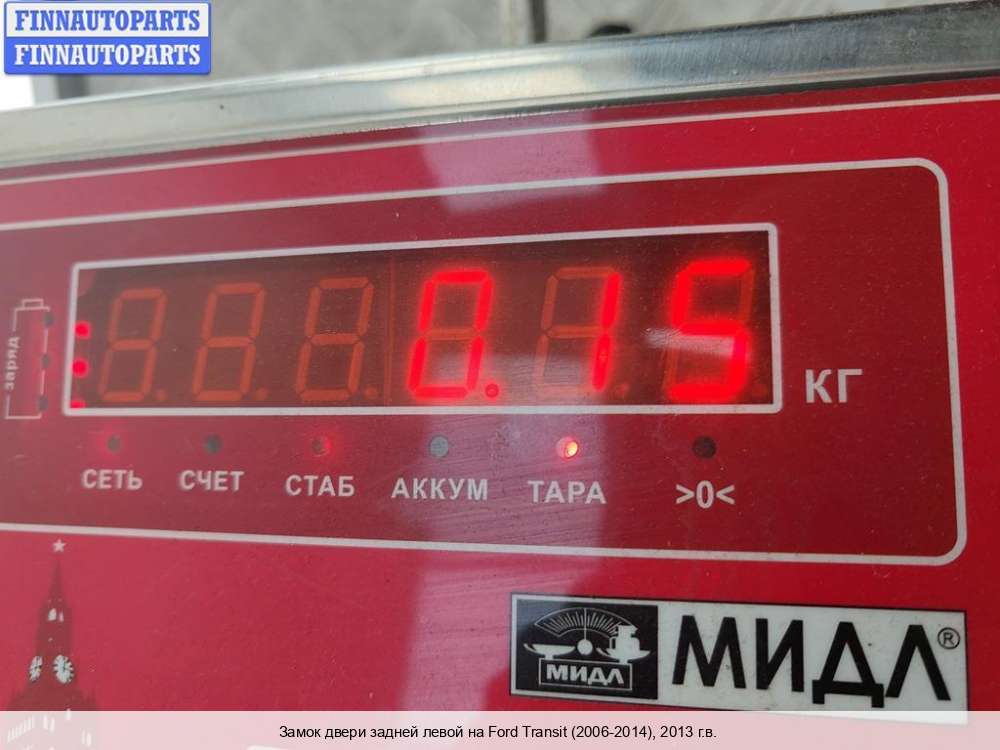 FINNAUTOPARTS
FINNAUTOPARTS
заряд
0.15
КГ
СЕТЬ СЧЕТ СТАБ АККУМ ТАРА >0<
МИДЛ
МИДЛ®
Замок двери задней левой на Ford Transit (2006-2014), 2013 г.в.